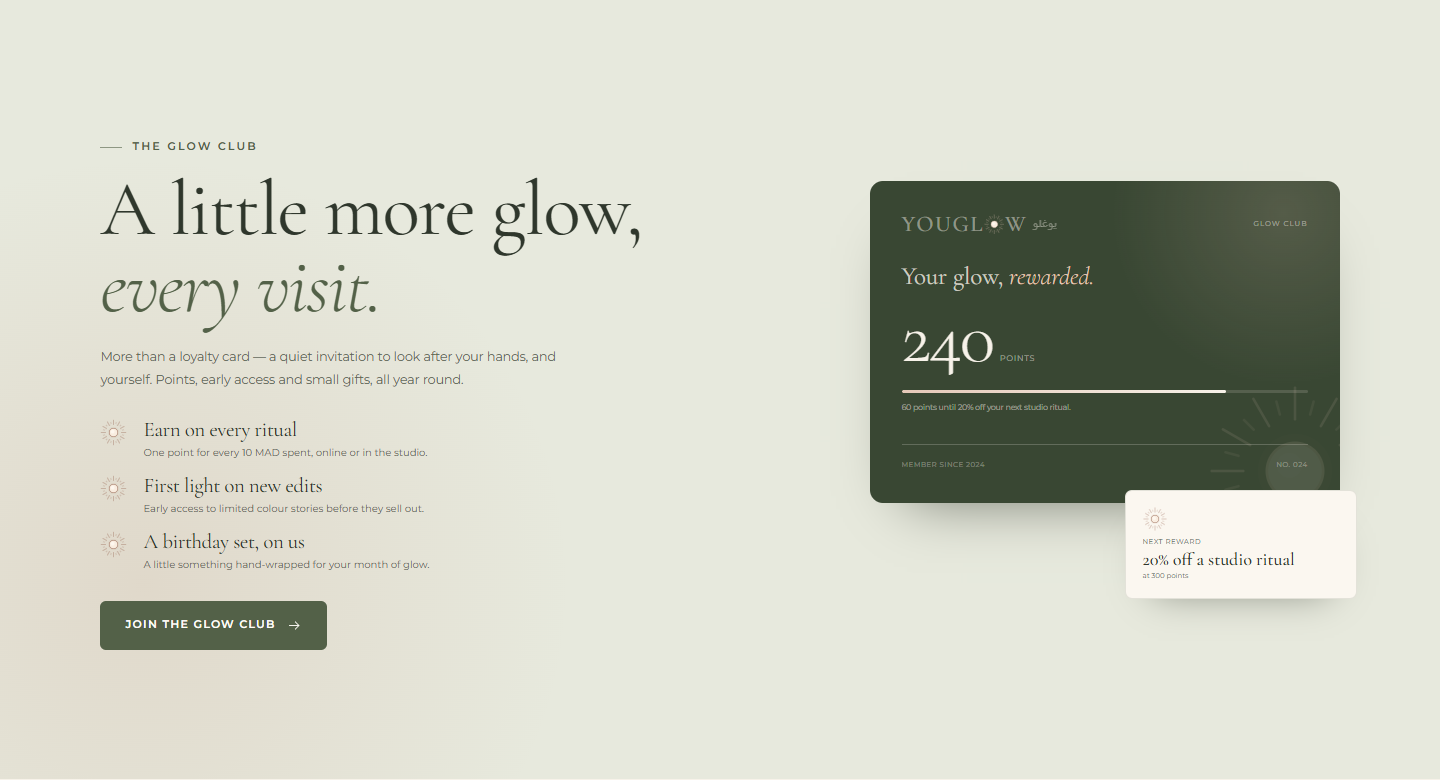 THE GLOW CLUB
A little more glow,
every visit.
More than a loyalty card — a quiet invitation to look after your hands, and
yourself. Points, early access and small gifts, all year round.
Earn on every ritual
One point for every 10 MAD spent, online or in the studio.
First light on new edits
Early access to limited colour stories before they sell out.
A birthday set, on us
A little something hand-wrapped for your month of glow.
JOIN THE GLOW CLUB →
YOUGLOW يوغلو
GLOW CLUB
Your glow, rewarded.
240 POINTS
60 points until 20% off your next studio ritual.
MEMBER SINCE 2024
NO. 024
NEXT REWARD
20% off a studio ritual
at 300 points